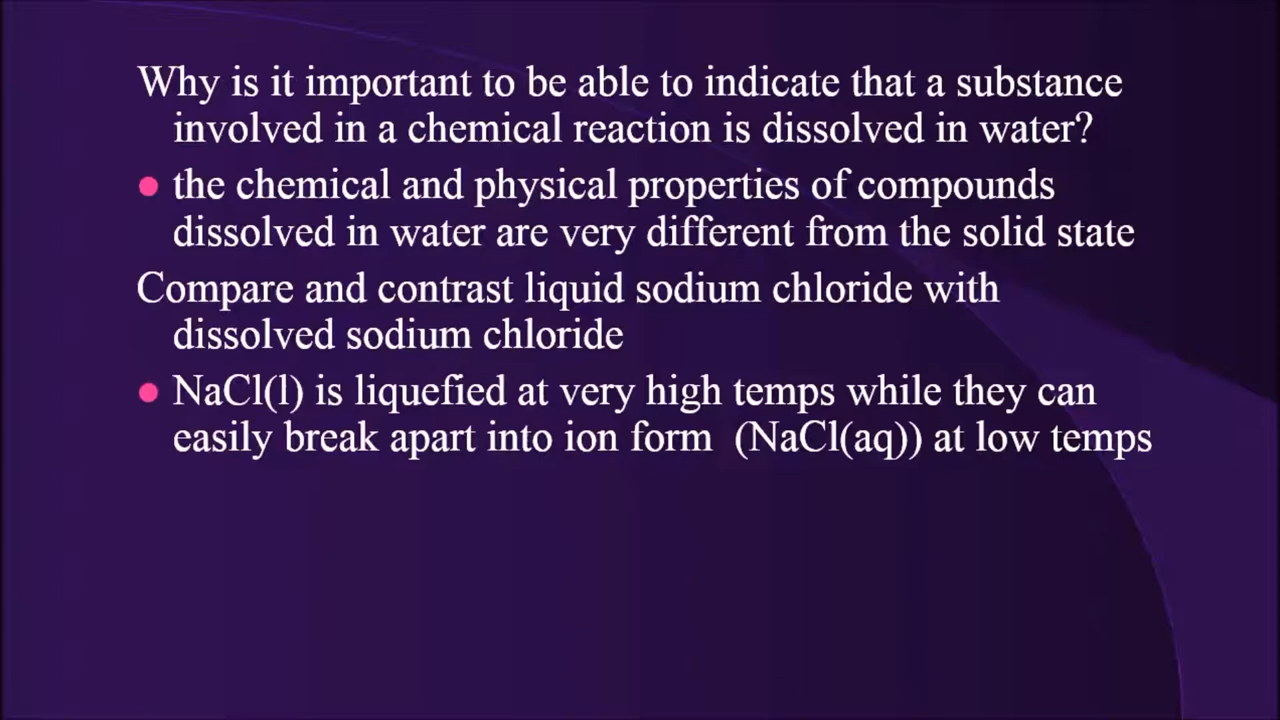 Why is it important to be able to indicate that a substance
involved in a chemical reaction is dissolved in water?
● the chemical and physical properties of compounds
dissolved in water are very different from the solid state
Compare and contrast liquid sodium chloride with
dissolved sodium chloride
● NaCl(l) is liquefied at very high temps while they can
easily break apart into ion form  (NaCl(aq)) at low temps